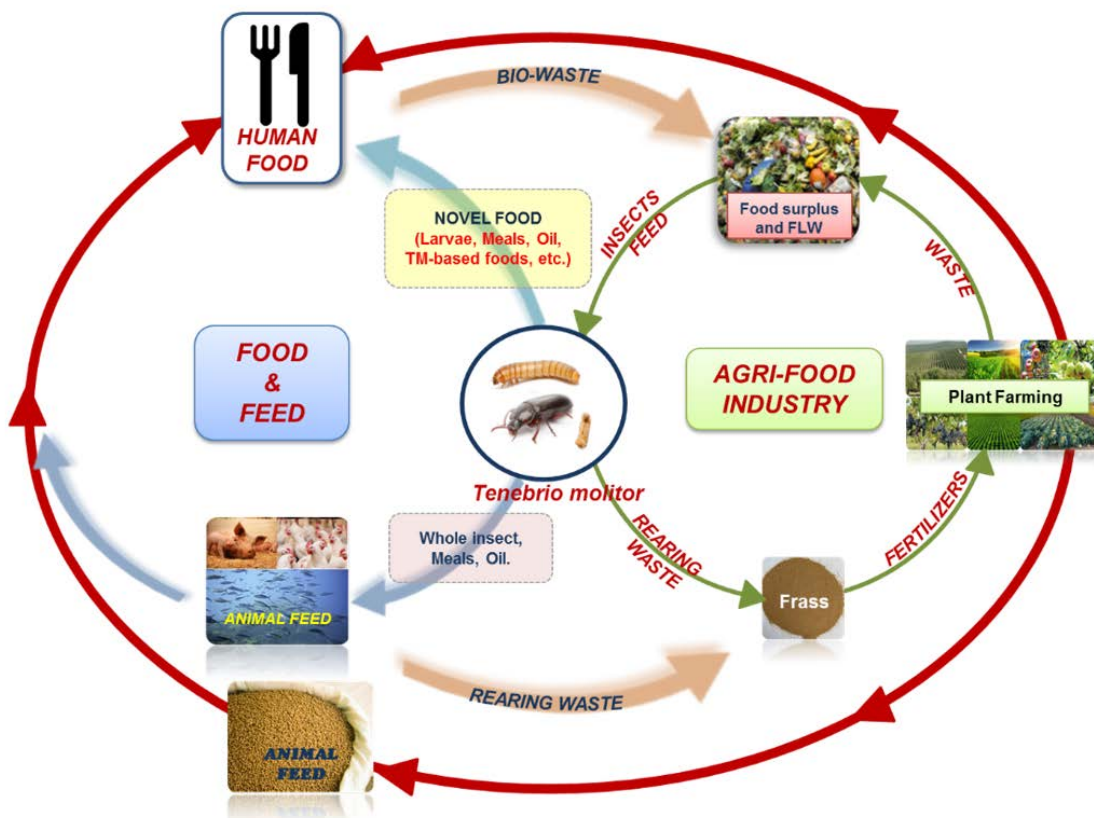 HUMAN
FOOD
BIO-WASTE
Food surplus
and FLW
NOVEL FOOD
(Larvae, Meals, Oil,
TM-based foods, etc.)
INSECTS
FEED
WASTE
FOOD
&
FEED
AGRI-FOOD
INDUSTRY
Plant Farming
Tenebrio molitor
Whole insect,
Meals, Oil.
REARING
WASTE
FERTILIZERS
Frass
ANIMAL FEED
REARING WASTE
ANIMAL
FEED